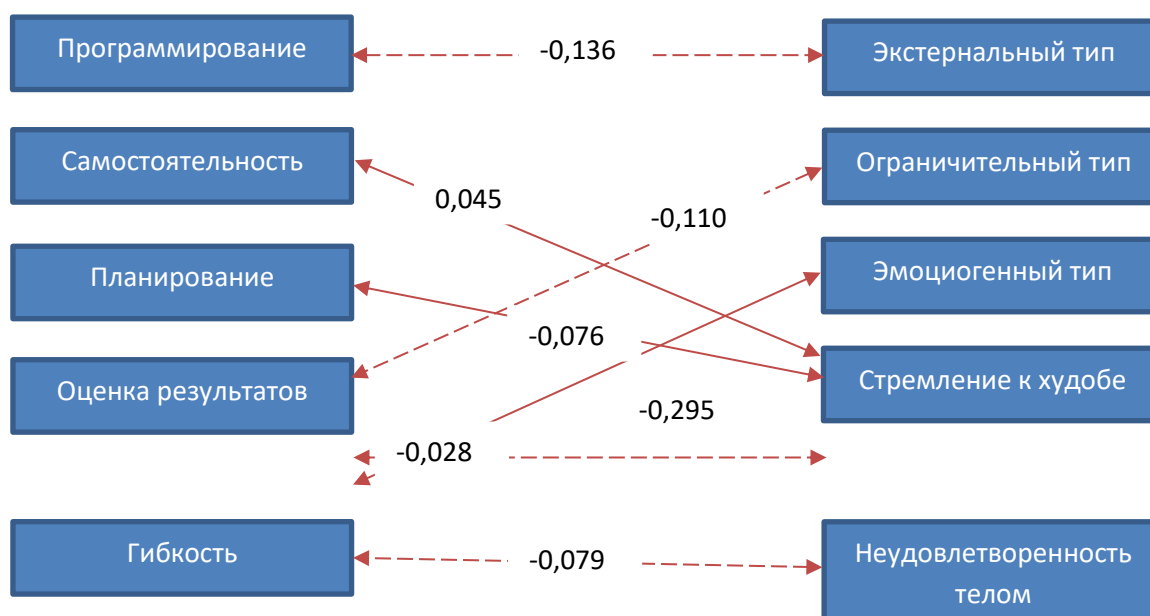 Программирование
-0,136
Экстернальный тип
Самостоятельность
Ограничительный тип
0,045
-0,110
Планирование
Эмоциогенный тип
-0,076
Оценка результатов
Стремление к худобе
-0,295
-0,028
Гибкость
-0,079
Неудовлетворенность
телом